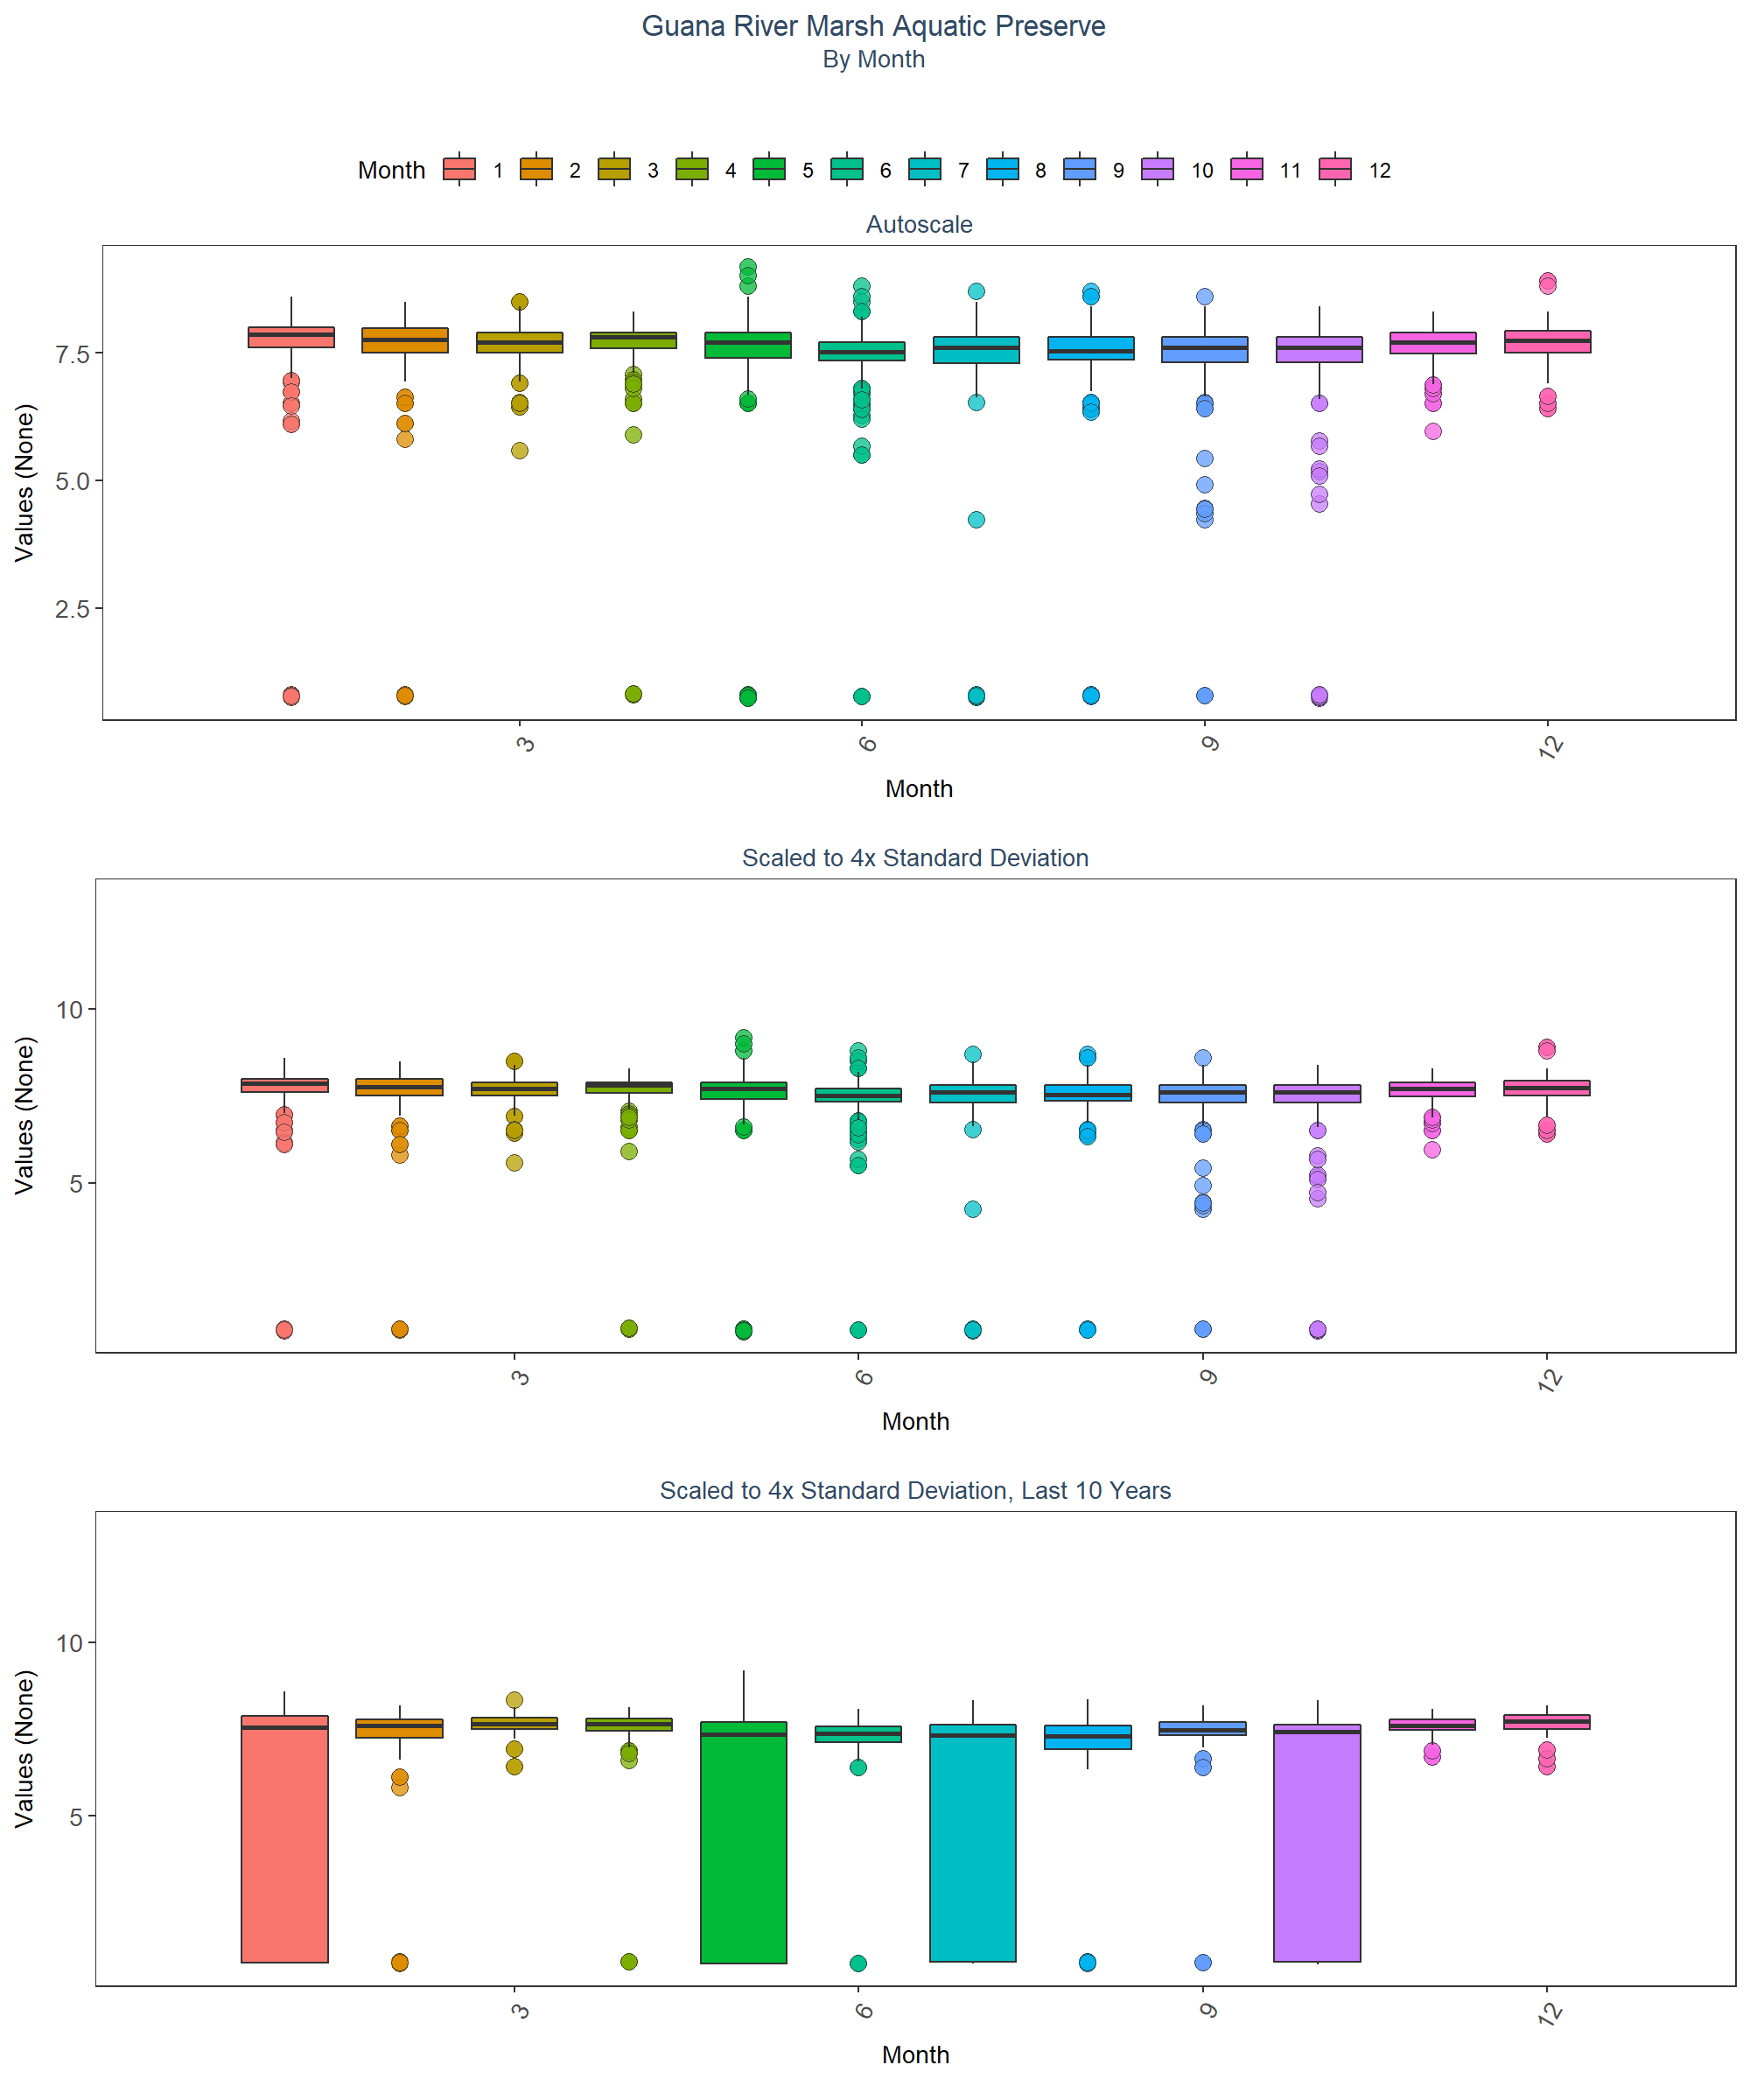 Guana River Marsh Aquatic Preserve
By Month
Month 1 2 3 4 5 6 7 8 9 10 11 12
Autoscale
Values (None)
7.5
5.0
2.5
3 6 9 12
Month
Scaled to 4x Standard Deviation
Values (None)
10
5
3 6 9 12
Month
Scaled to 4x Standard Deviation, Last 10 Years
Values (None)
10
5
3 6 9 12
Month